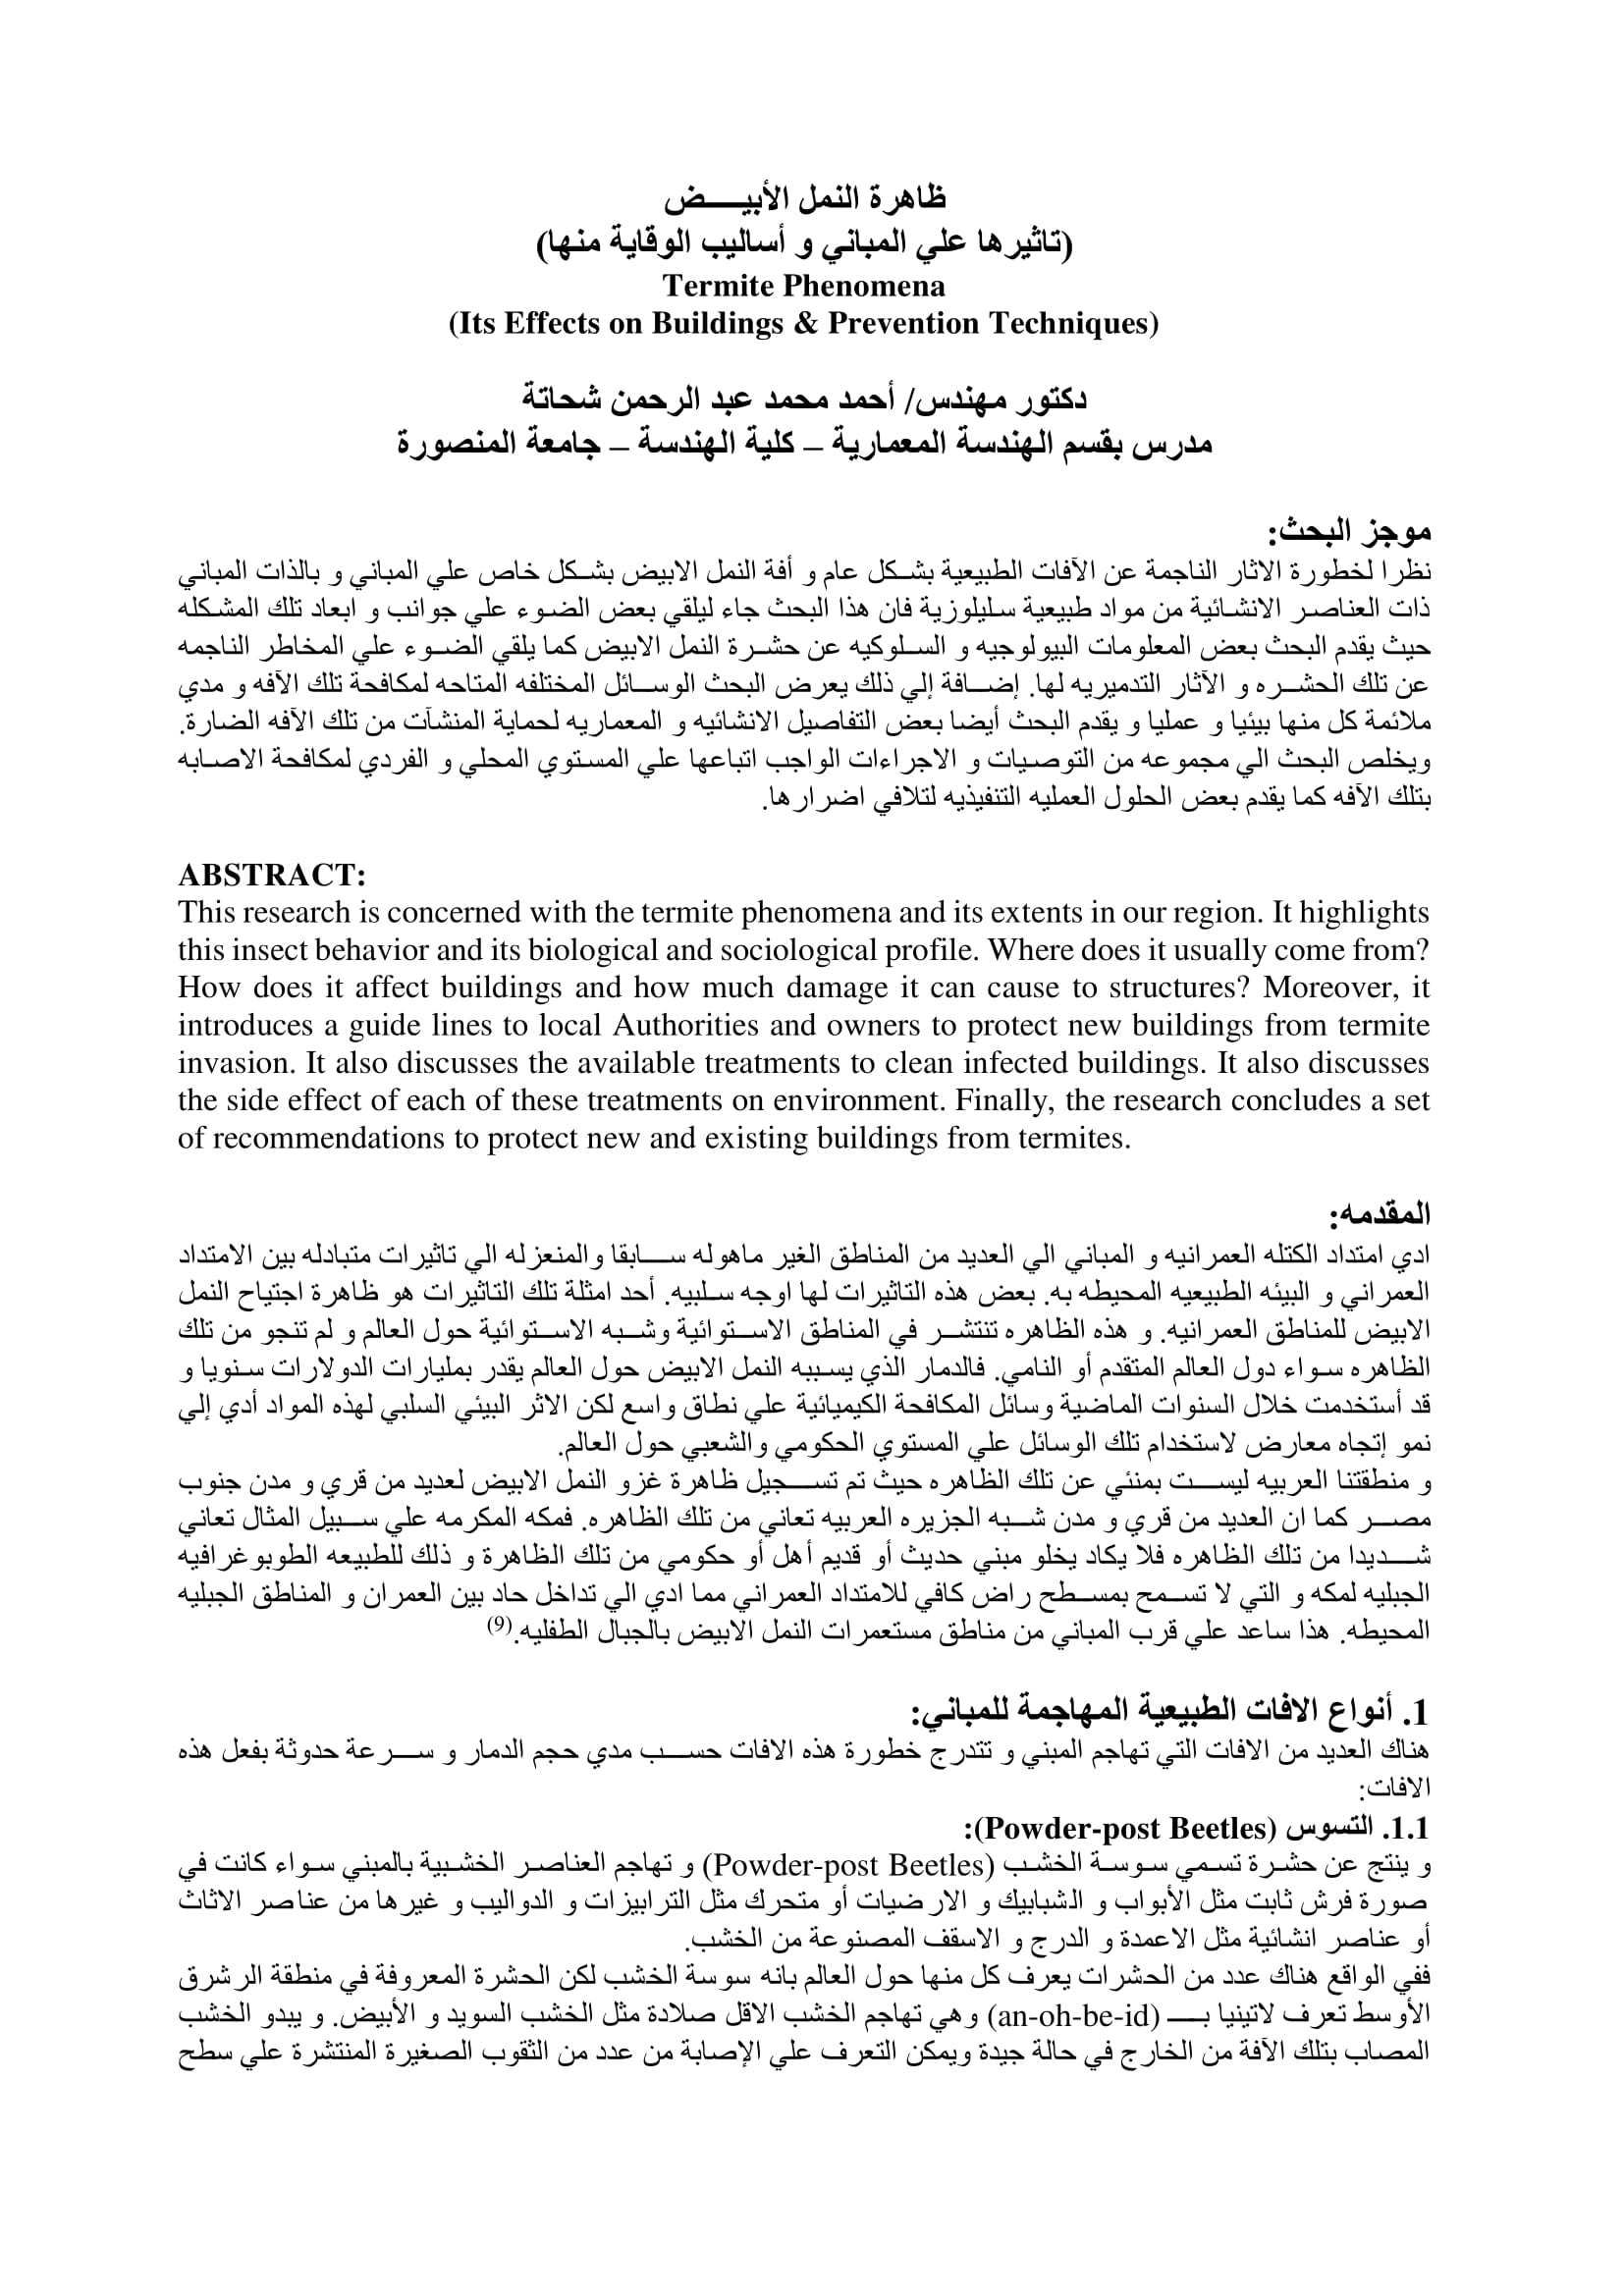 ظاهرة النمل الأبيـــــض
(تاثيرها علي المباني و أساليب الوقاية منها)
Termite Phenomena
(Its Effects on Buildings & Prevention Techniques)
دكتور مهندس/ أحمد محمد عبد الرحمن شحاتة
مدرس بقسم الهندسة المعمارية – كلية الهندسة – جامعة المنصورة
موجز البحث:
نظرا لخطورة الاثار الناجمة عن الآفات الطبيعية بشكل عام و أفة النمل الابيض بشكل خاص علي المباني و بالذات المباني
ذات العناصر الانشائية من مواد طبيعية سليلوزية فان هذا البحث جاء ليلقي بعض الضوء علي جوانب و ابعاد تلك المشكله
حيث يقدم البحث بعض المعلومات البيولوجيه و السلوكيه عن حشرة النمل الابيض كما يلقي الضوء علي المخاطر الناجمه
عن تلك الحشره و الآثار التدميريه لها. إضافة إلي ذلك يعرض البحث الوسائل المختلفه المتاحه لمكافحة تلك الآفه و مدي
ملائمة كل منها بيئيا و عمليا و يقدم البحث أيضا بعض التفاصيل الانشائيه و المعماريه لحماية المنشآت من تلك الآفه الضارة.
ويخلص البحث الي مجموعه من التوصيات و الاجراءات الواجب اتباعها علي المستوي المحلي و الفردي لمكافحة الاصابه
بتلك الآفه كما يقدم بعض الحلول العمليه التنفيذيه لتلافي اضرارها.
ABSTRACT:
This research is concerned with the termite phenomena and its extents in our region. It highlights
this insect behavior and its biological and sociological profile. Where does it usually come from?
How does it affect buildings and how much damage it can cause to structures? Moreover, it
introduces a guide lines to local Authorities and owners to protect new buildings from termite
invasion. It also discusses the available treatments to clean infected buildings. It also discusses
the side effect of each of these treatments on environment. Finally, the research concludes a set
of recommendations to protect new and existing buildings from termites.
المقدمه:
ادي امتداد الكتله العمرانيه و المباني الي العديد من المناطق الغير ماهوله سابقا والمنعزله الي تاثيرات متبادله بين الامتداد
العمراني و البيئه الطبيعيه المحيطه به. بعض هذه التاثيرات لها اوجه سلبيه. أحد امثلة تلك التاثيرات هو ظاهرة اجتياح النمل
الابيض للمناطق العمرانيه. و هذه الظاهره تنتشر في المناطق الاستوائية وشبه الاستوائية حول العالم و لم تنجو من تلك
الظاهره سواء دول العالم المتقدم أو النامي. فالدمار الذي يسببه النمل الابيض حول العالم يقدر بمليارات الدولارات سنويا و
قد أستخدمت خلال السنوات الماضية وسائل المكافحة الكيميائية علي نطاق واسع لكن الاثر البيئي السلبي لهذه المواد أدي إلي
نمو إتجاه معارض لاستخدام تلك الوسائل علي المستوي الحكومي والشعبي حول العالم.
و منطقتنا العربيه ليست بمنئي عن تلك الظاهره حيث تم تسجيل ظاهرة غزو النمل الابيض لعديد من قري و مدن جنوب
مصر كما ان العديد من قري و مدن شبه الجزيره العربيه تعاني من تلك الظاهره. فمكه المكرمه علي سبيل المثال تعاني
شديدا من تلك الظاهره فلا يكاد يخلو مبني حديث أو قديم أهل أو حكومي من تلك الظاهرة و ذلك للطبيعه الطوبوغرافيه
الجبليه لمكه و التي لا تسمح بمسطح راض كافي للامتداد العمراني مما ادي الي تداخل حاد بين العمران و المناطق الجبليه
المحيطه. هذا ساعد علي قرب المباني من مناطق مستعمرات النمل الابيض بالجبال الطفليه.(9)
1. أنواع الافات الطبيعية المهاجمة للمباني:
هناك العديد من الافات التي تهاجم المبني و تتدرج خطورة هذه الافات حسب مدي حجم الدمار و سرعة حدوثة بفعل هذه
الافات:
1.1. التسوس (Powder-post Beetles):
و ينتج عن حشرة تسمي سوسة الخشب (Powder-post Beetles) و تهاجم العناصر الخشبية بالمبني سواء كانت في
صورة فرش ثابت مثل الأبواب و الشبابيك و الارضيات أو متحرك مثل الترابيزات و الدواليب و غيرها من عناصر الاثاث
أو عناصر انشائية مثل الاعمدة و الدرج و الاسقف المصنوعة من الخشب.
ففي الواقع هناك عدد من الحشرات يعرف كل منها حول العالم بانه سوسة الخشب لكن الحشرة المعروفة في منطقة الرشرق
الأوسط تعرف لاتينيا بـــ (an-oh-be-id) وهي تهاجم الخشب الاقل صلادة مثل الخشب السويد و الأبيض. و يبدو الخشب
المصاب بتلك الآفة من الخارج في حالة جيدة ويمكن التعرف علي الإصابة من عدد من الثقوب الصغيرة المنتشرة علي سطح